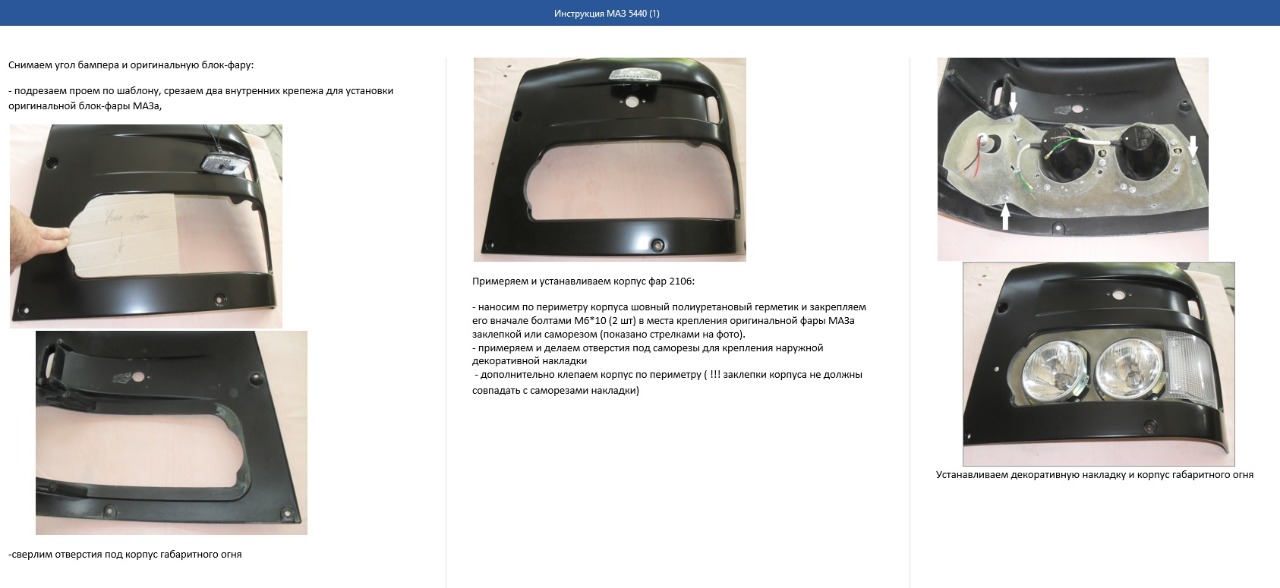 Инструкция МАЗ 5440 (1)
Снимаем угол бампера и оригинальную блок-фару:
- подрезаем проем по шаблону, срезаем два внутренних крепежа для установки
оригинальной блок-фары МАЗа,
-сверлим отверстия под корпус габаритного огня
Примеряем и устанавливаем корпус фар 2106:
- наносим по периметру корпуса шовный полиуретановый герметик и закрепляем
его вначале болтами М6*10 (2 шт) в места крепления оригинальной фары МАЗа
заклепкой или саморезом (показано стрелками на фото).
- примеряем и делаем отверстия под саморезы для крепления наружной
декоративной накладки
- дополнительно клепаем корпус по периметру ( !!! заклепки корпуса не должны
совпадать с саморезами накладки)
Устанавливаем декоративную накладку и корпус габаритного огня